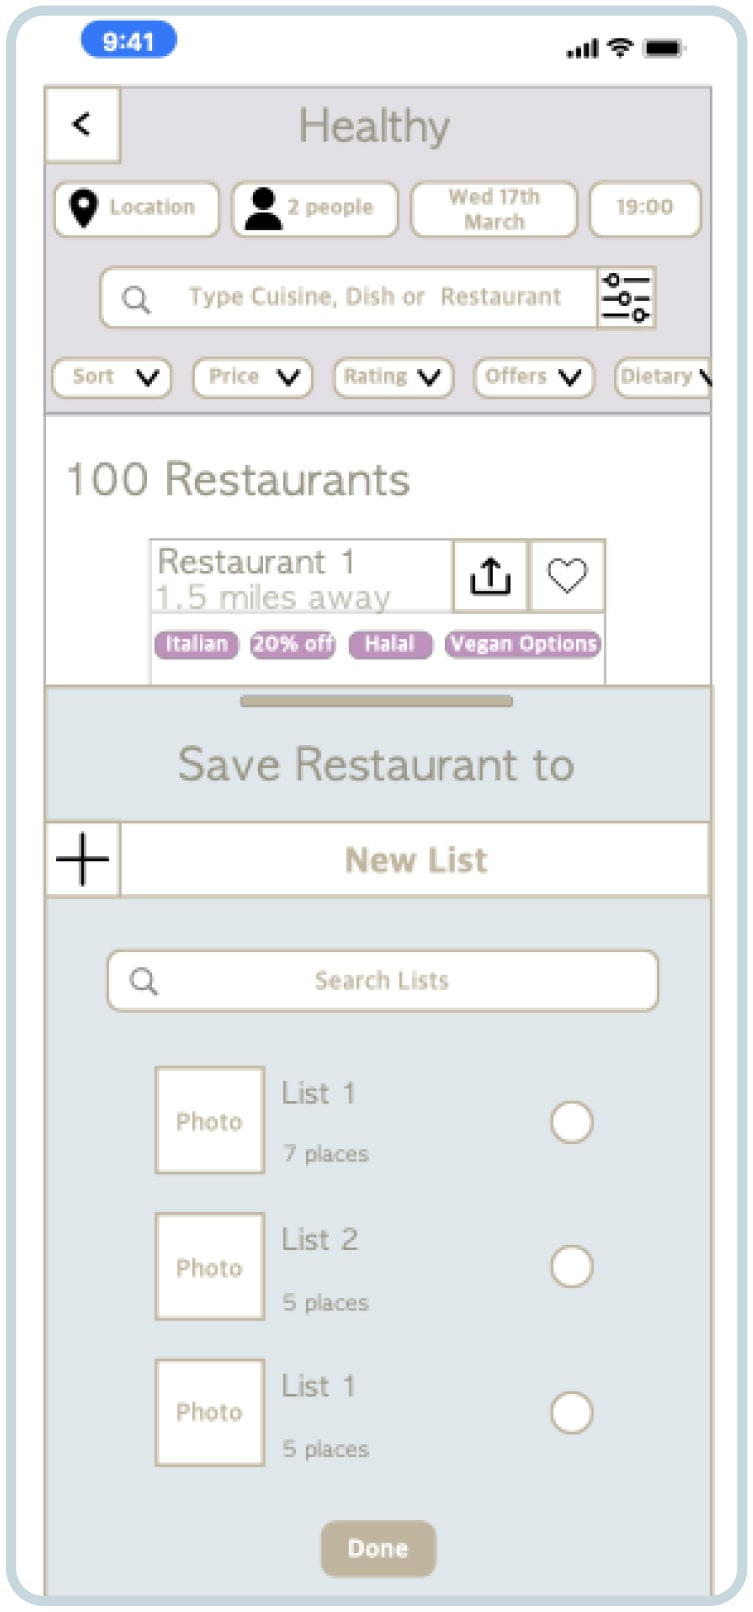 9:41
<
Healthy
Location
2 people
Wed 17th
March
19:00
Type Cuisine, Dish or Restaurant
Sort
Price
Rating
Offers
Dietary
100 Restaurants
Restaurant 1
1.5 miles away
Italian
20% off
Halal
Vegan Options
Save Restaurant to
New List
Search Lists
Photo
List 1
7 places
Photo
List 2
5 places
Photo
List 1
5 places
Done